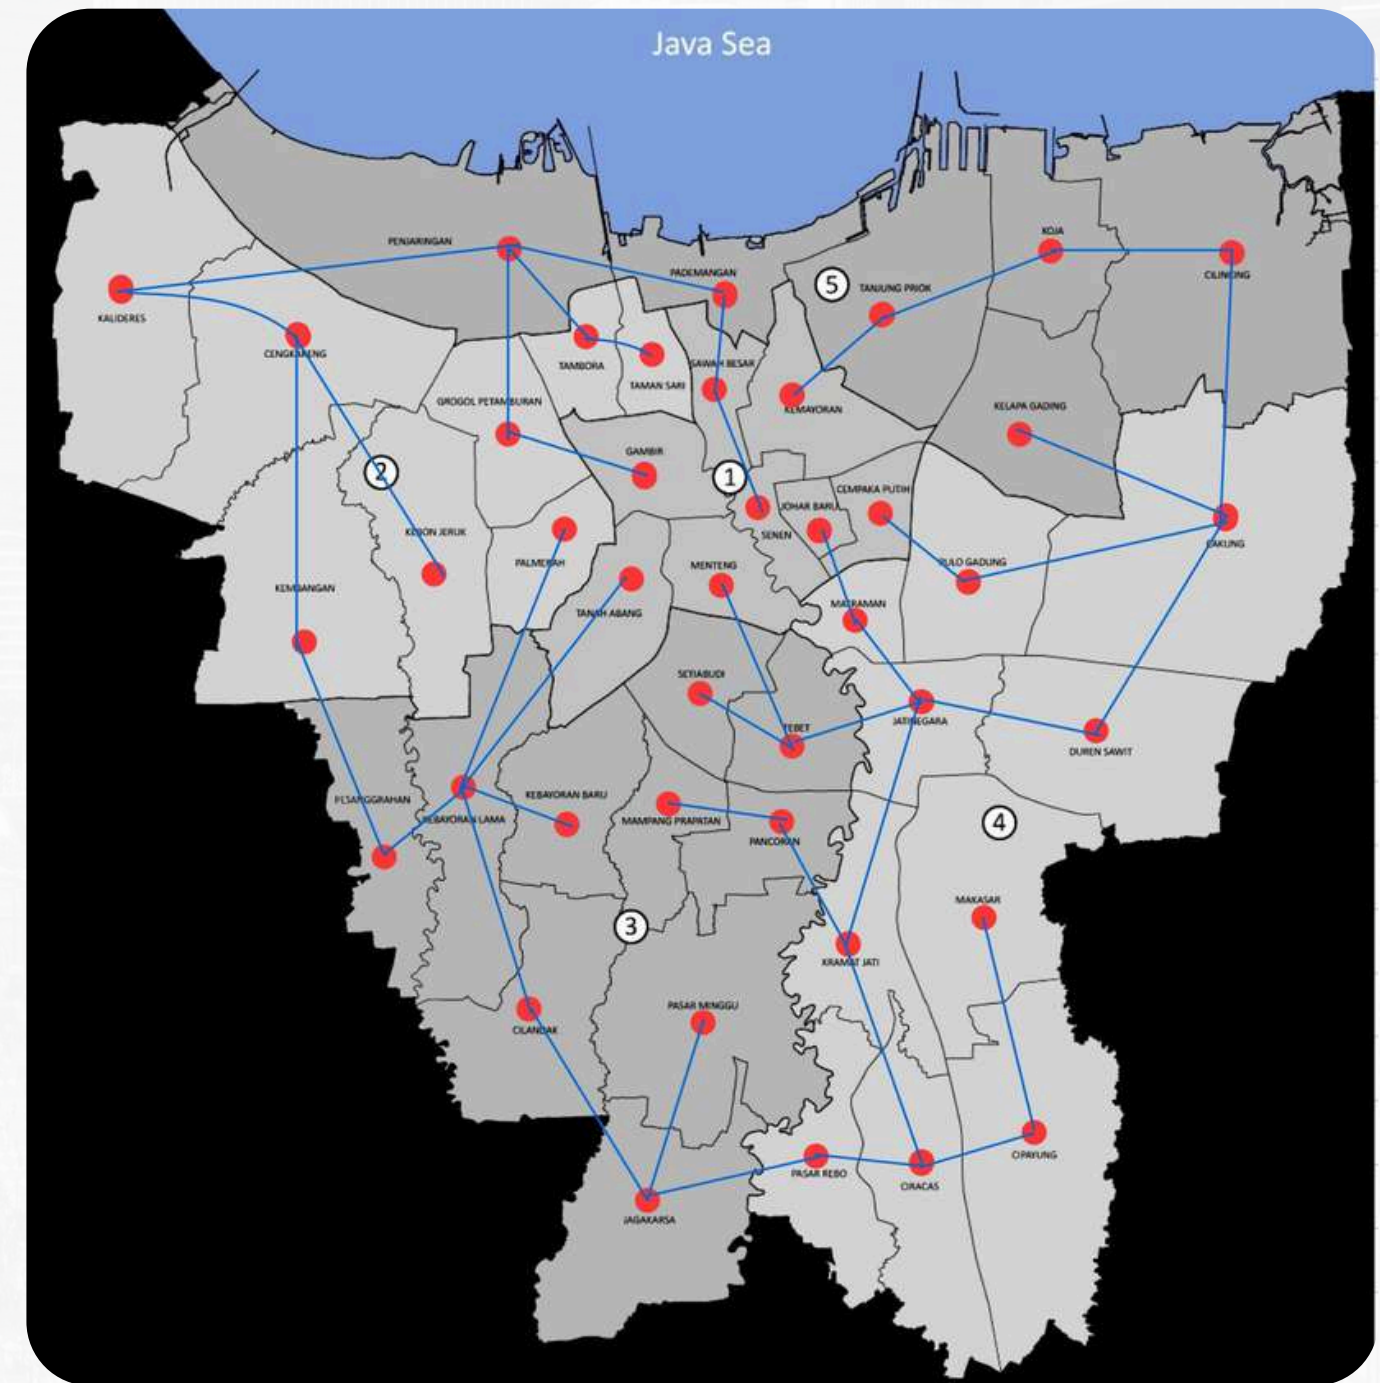 Java Sea
KOJA
PENJARINGAN
PADEMANGAN
5
TANJUNG PRIOK
CILINCING
KALIDERES
CENGKARENG
TAMBORA
SAWAH BESAR
TAMAN SARI
GROGOL PETAMBURAN
KEMAYORAN
KELAPA GADING
GAMBIR
2
1
CEMPAKA PUTIH
JOHAR BARU
KEBON JERUK
SENEN
CAKUNG
PALMERAH
MENTENG
PULO GADUNG
KEMBANGAN
TANAH ABANG
MATRAMAN
SETIABUDI
TEBET
JATINEGARA
DUREN SAWIT
PESANGGRAHAN
KEBAYORAN BARU
KEBAYORAN LAMA
MAMPANG PRAPATAN
4
PANCORAN
MAKASAR
3
KRAMAT JATI
PASAR MINGGU
CILANDAK
CIPAYUNG
PASAR REBO
CIRACAS
JAGAKARSA